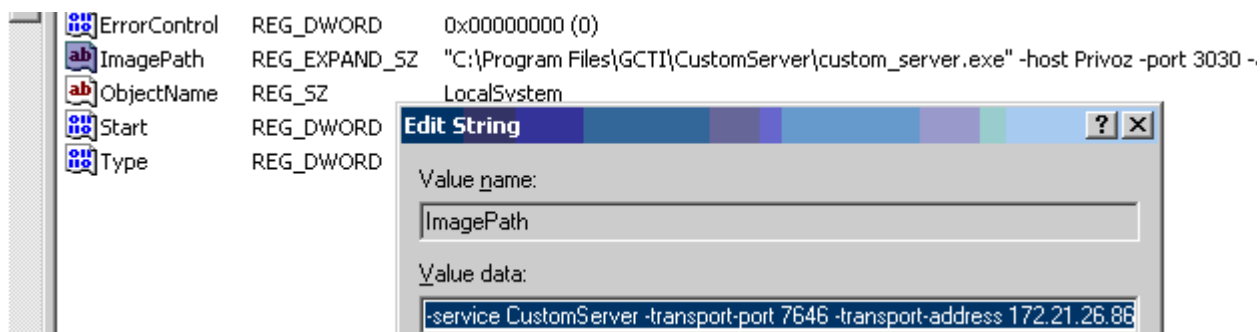 ErrorControl REG_DWORD 0x00000000 (0)
ImagePath REG_EXPAND_SZ "C:\Program Files\GCTI\CustomServer\custom_server.exe" -host Privoz -port 3030 -
ObjectName REG_SZ LocalSystem
Start REG_DWORD
Type REG_DWORD
Edit String
Value name:
ImagePath
Value data:
-service CustomServer -transport-port 7646 -transport-address 172.21.26.86